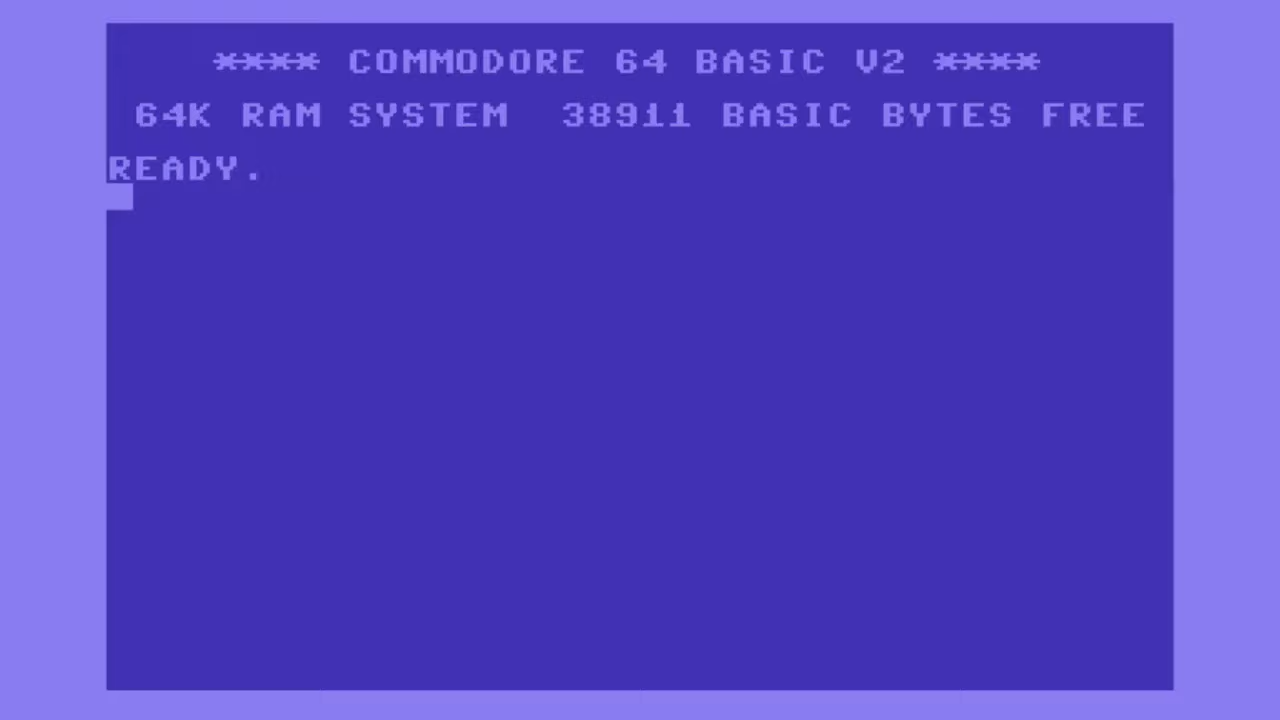 **** COMMODORE 64 BASIC V2 ****
64K RAM SYSTEM  38911 BASIC BYTES FREE
READY.